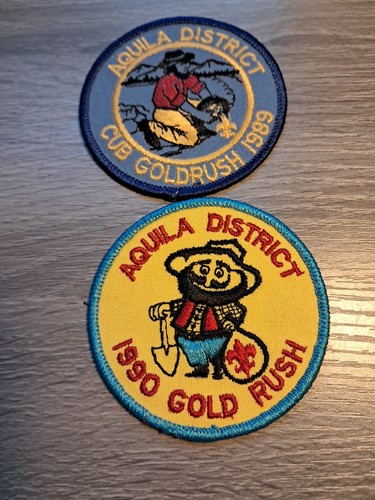 AQUILA DISTRICT
CUB GOLDRUSH 1989
AQUILA DISTRICT
1990 GOLD RUSH